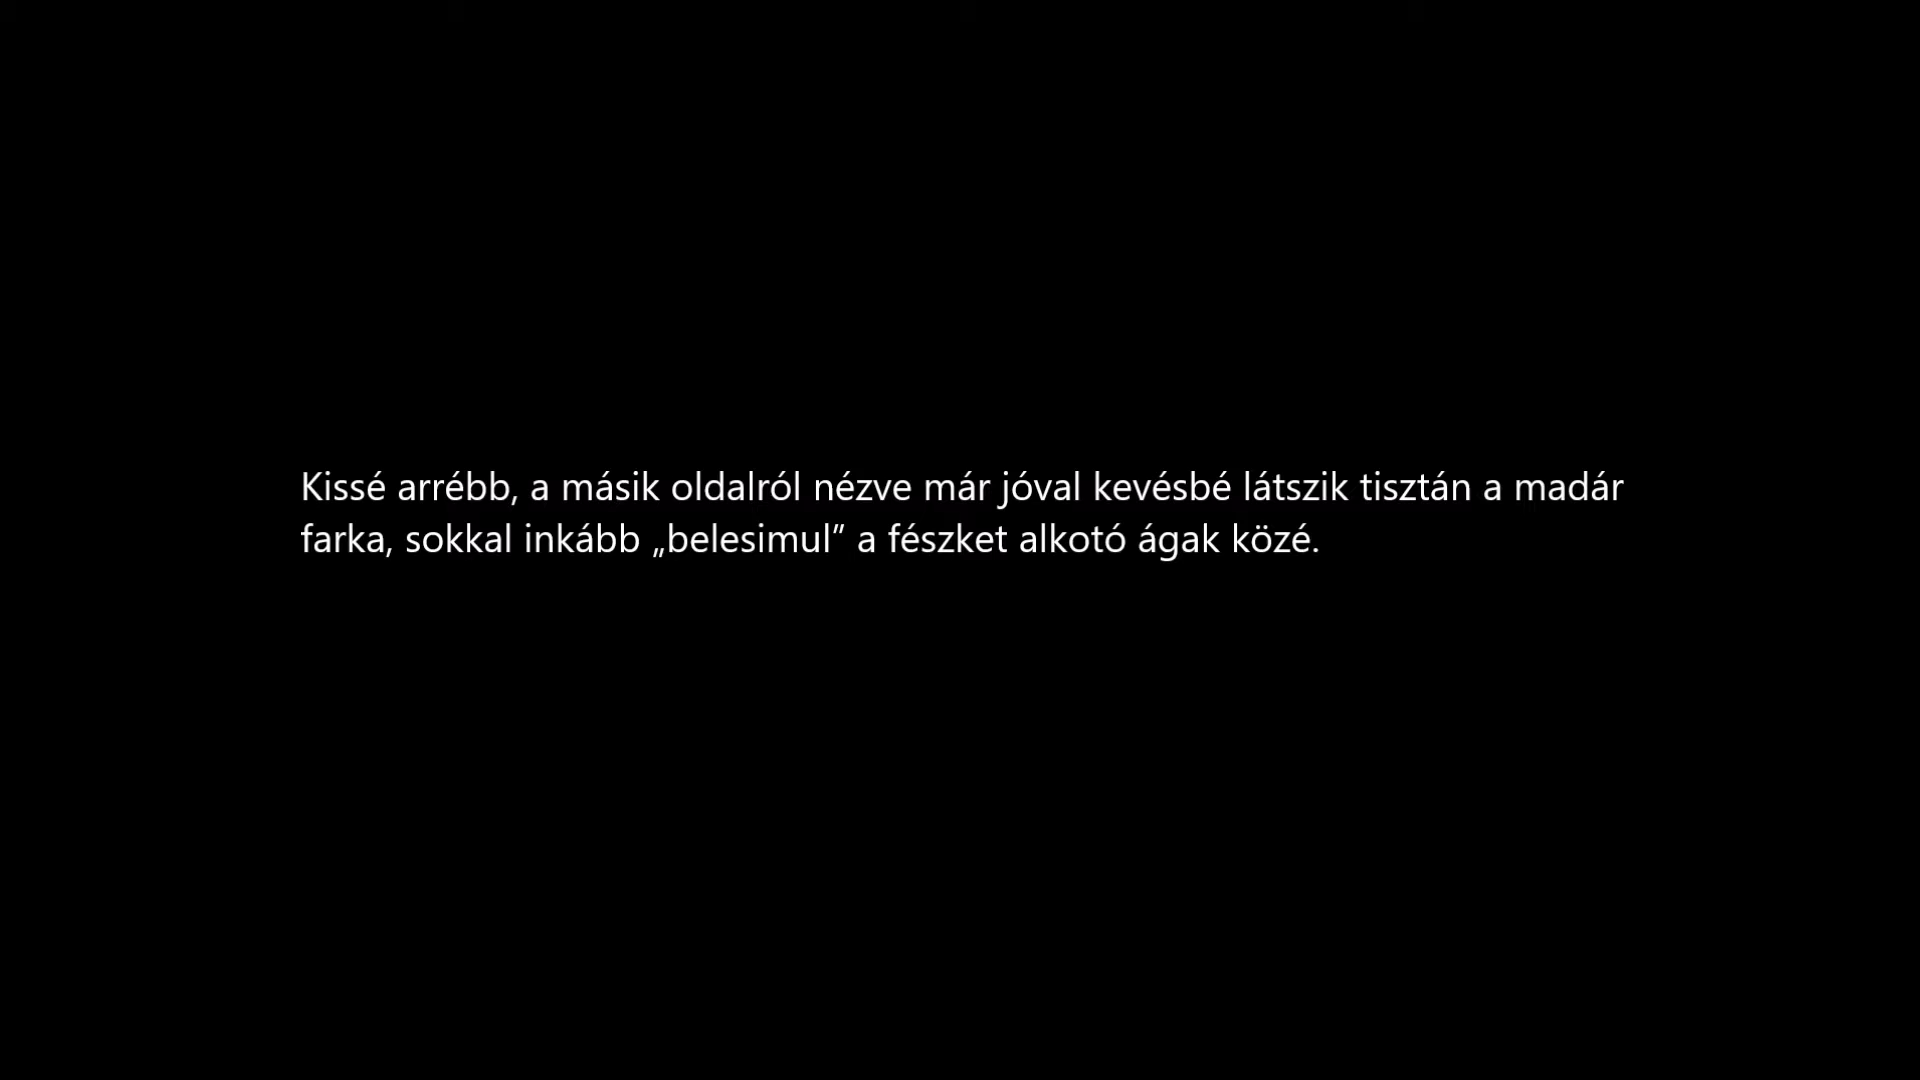 Kissé arrébb, a másik oldalról nézve már jóval kevésbé látszik tisztán a madár
farka, sokkal inkább „belesimul” a fészket alkotó ágak közé.